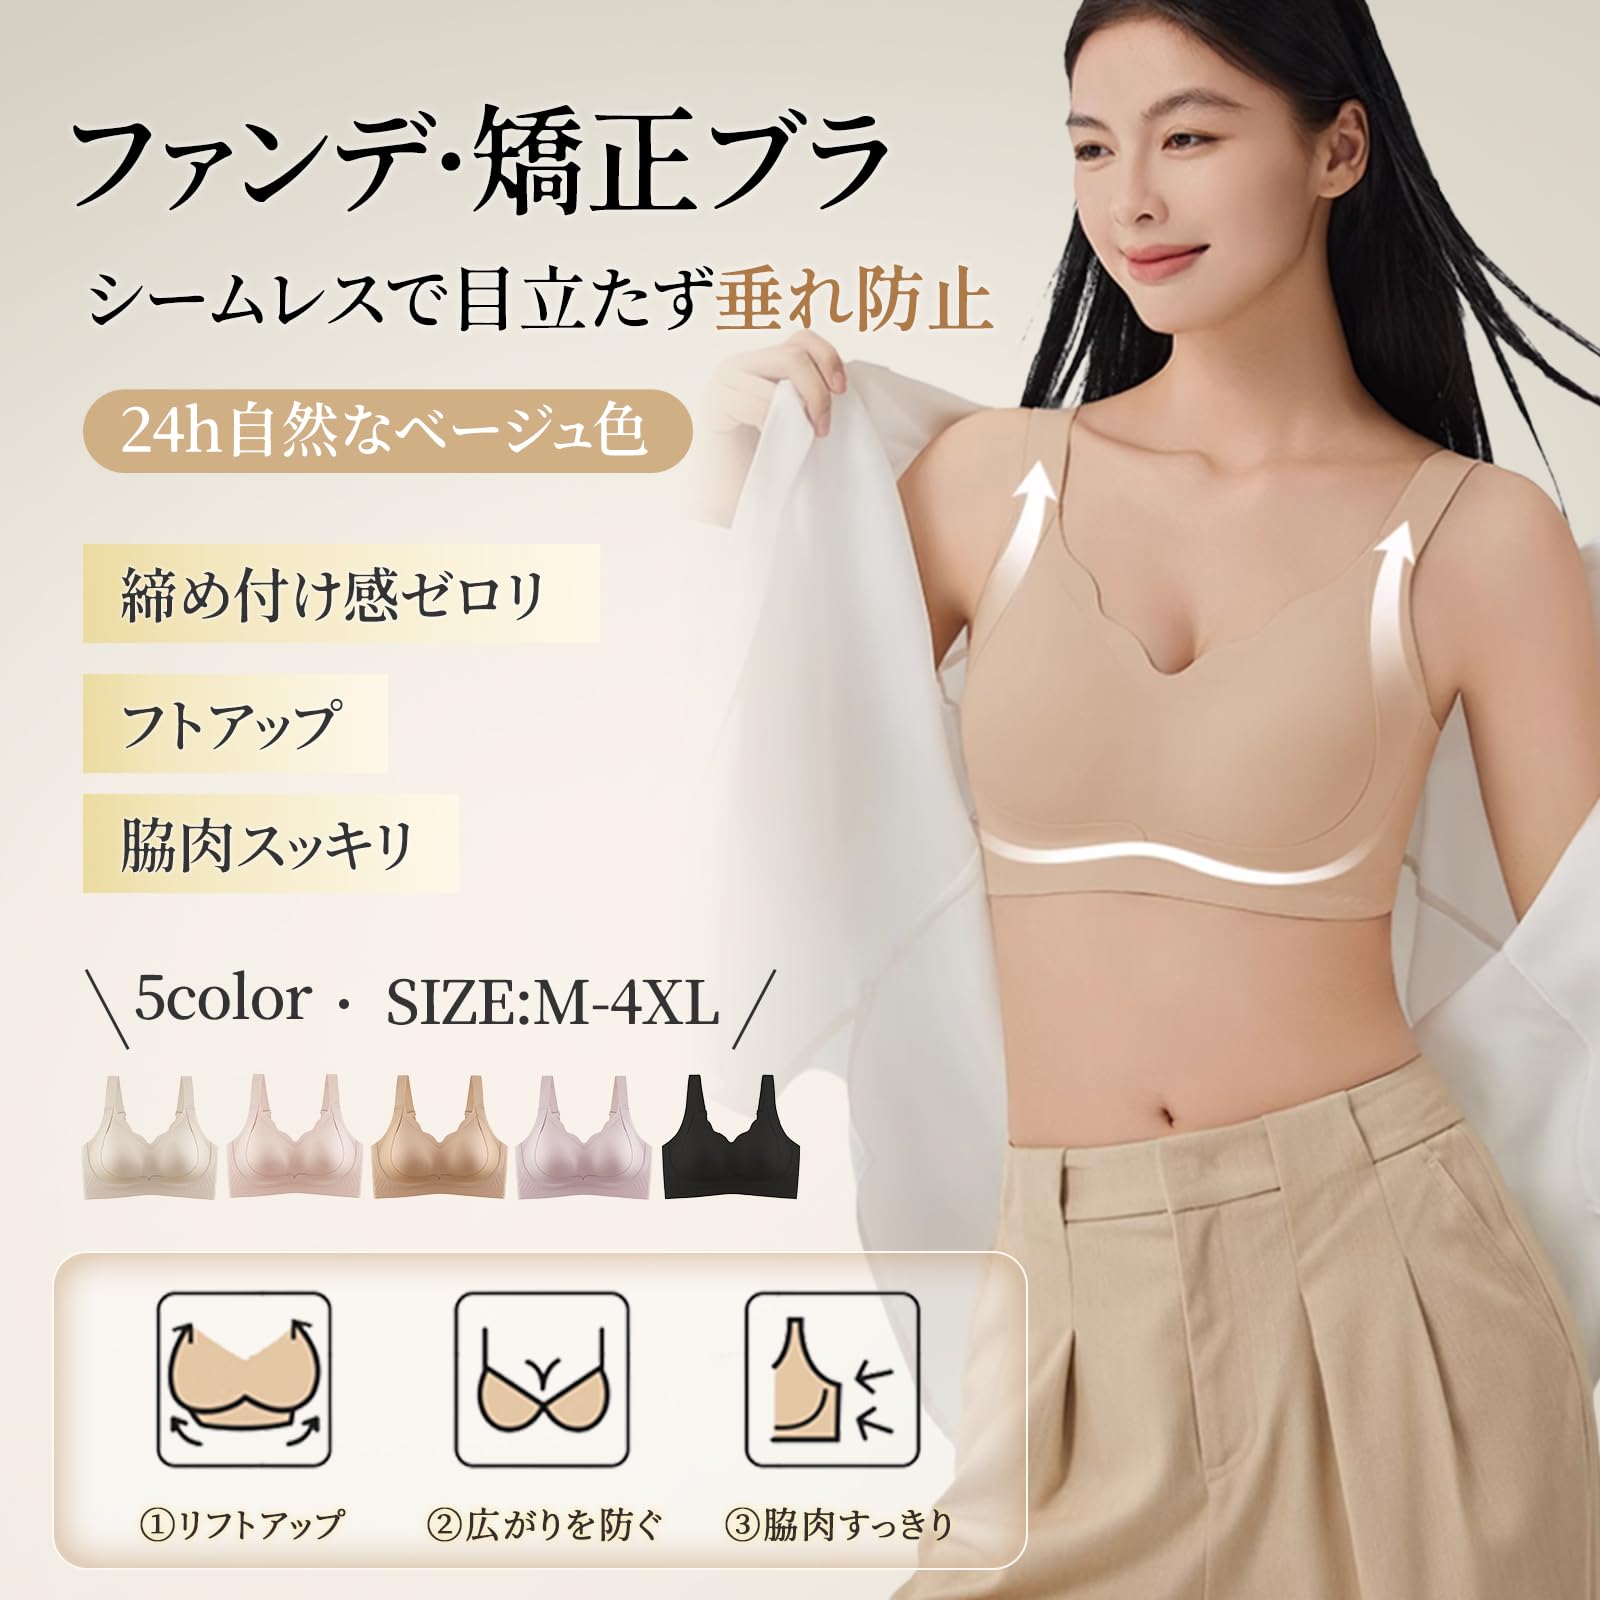 ファンデ·矯正ブラ
シームレスで目立たず垂れ防止
24h自然なベージュ色
締め付け感ゼロリ
フトアップ
脇肉スッキリ
5color · SIZE:M-4XL
①リフトアップ
②広がりを防ぐ
③脇肉すっきり